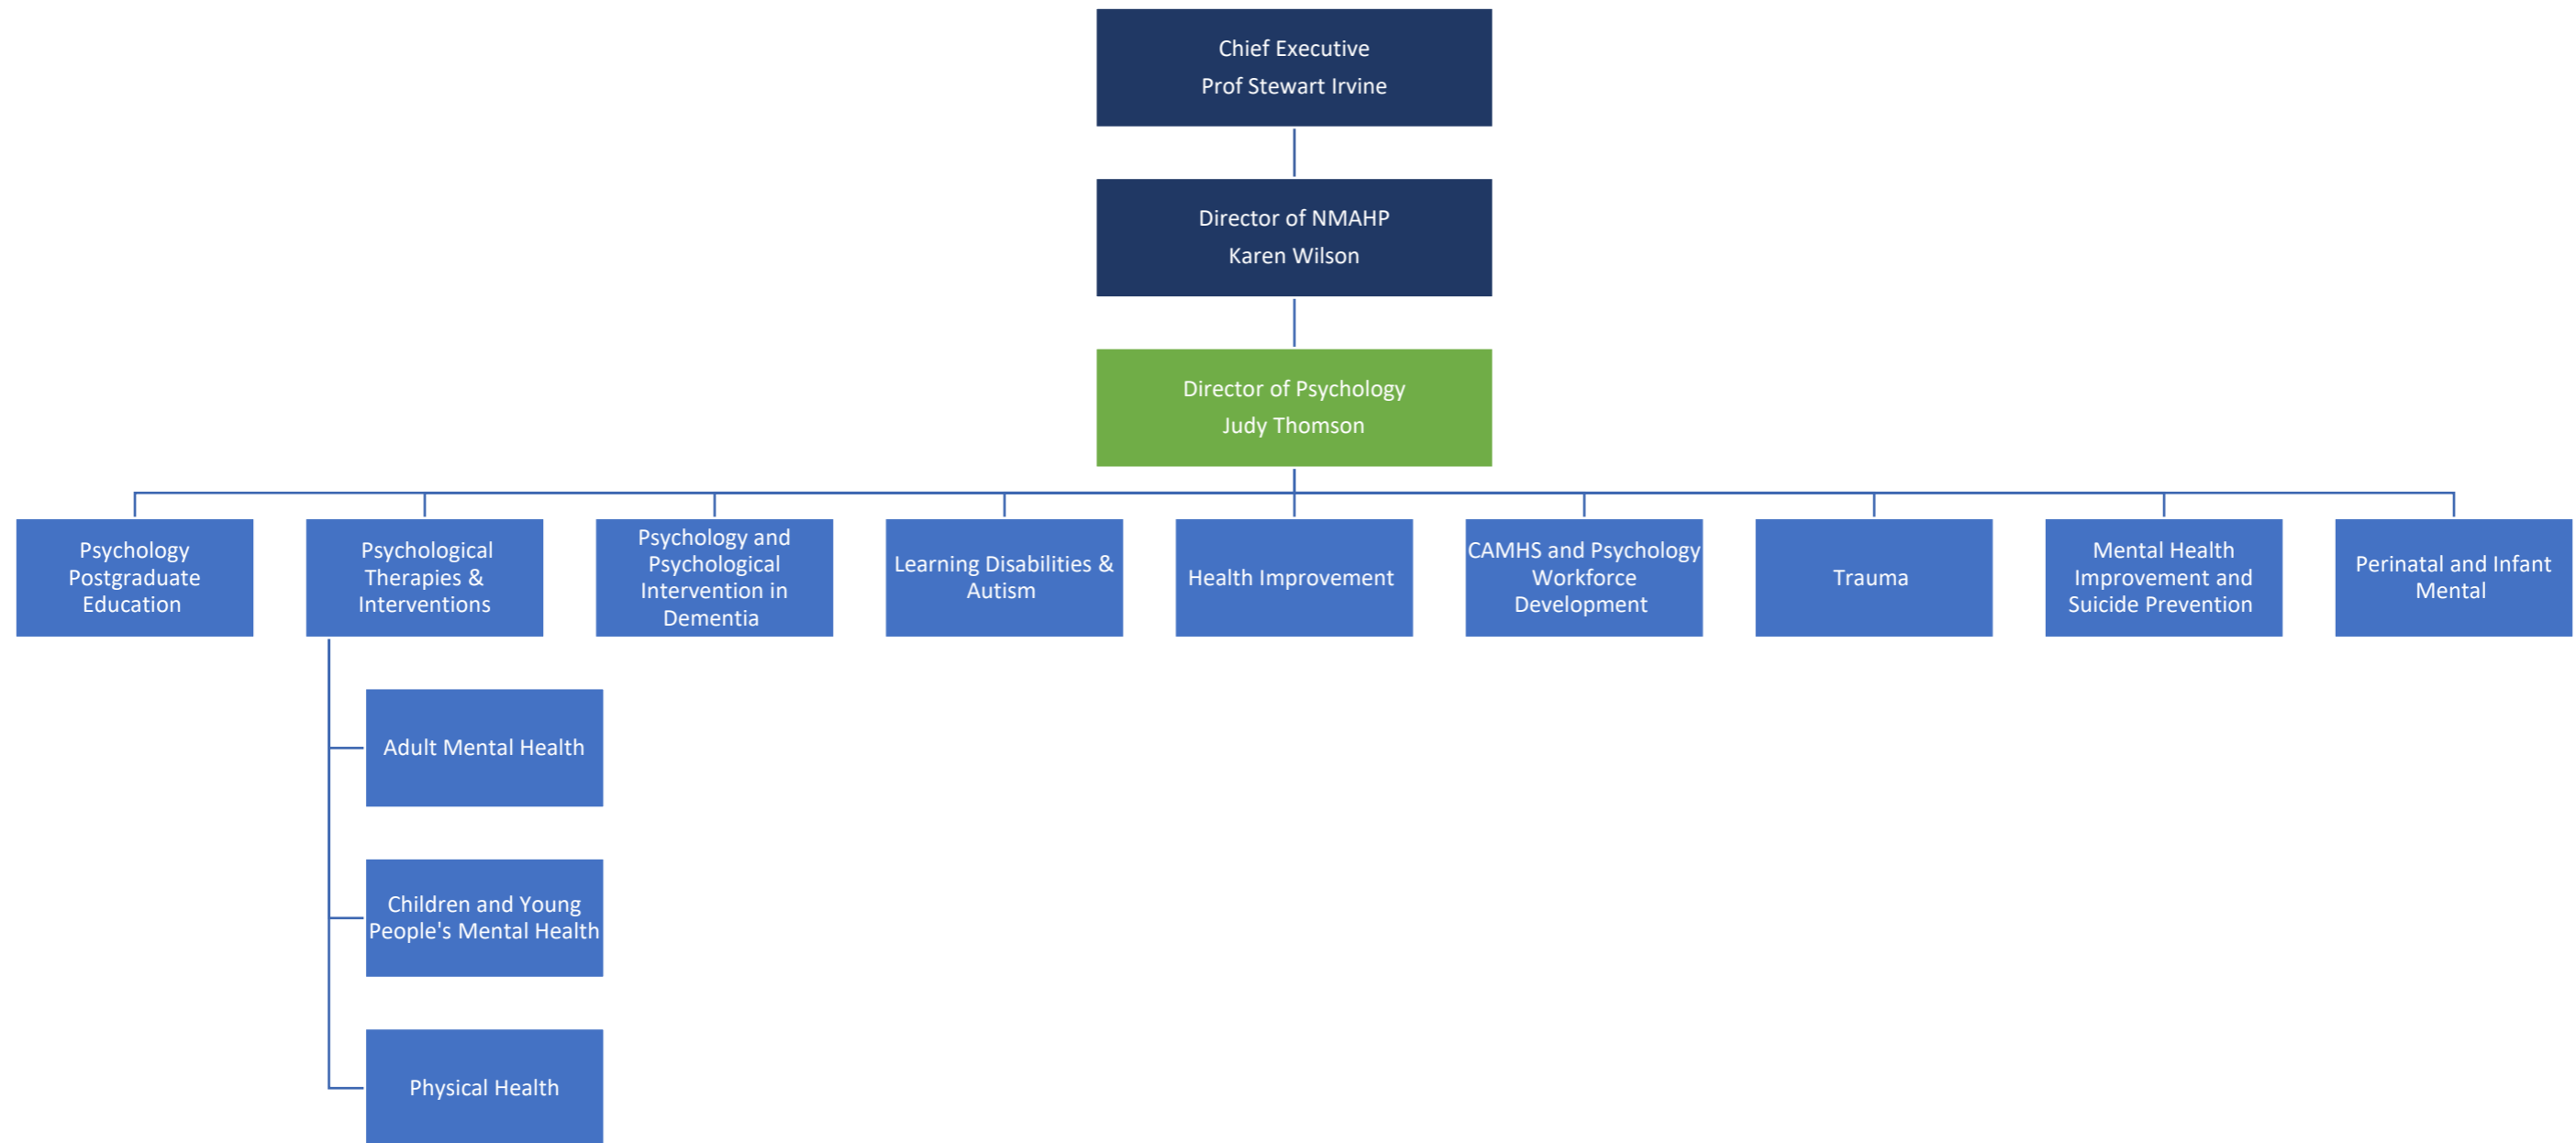 Chief Executive
Prof Stewart Irvine
Director of NMAHP
Karen Wilson
Director of Psychology
Judy Thomson
Psychology
Postgraduate
Education
Psychological
Therapies &
Interventions
Psychology and
Psychological
Intervention in
Dementia
Learning Disabilities &
Autism
Health Improvement
CAMHS and Psychology
Workforce
Development
Trauma
Mental Health
Improvement and
Suicide Prevention
Perinatal and Infant
Mental
Adult Mental Health
Children and Young
People's Mental Health
Physical Health